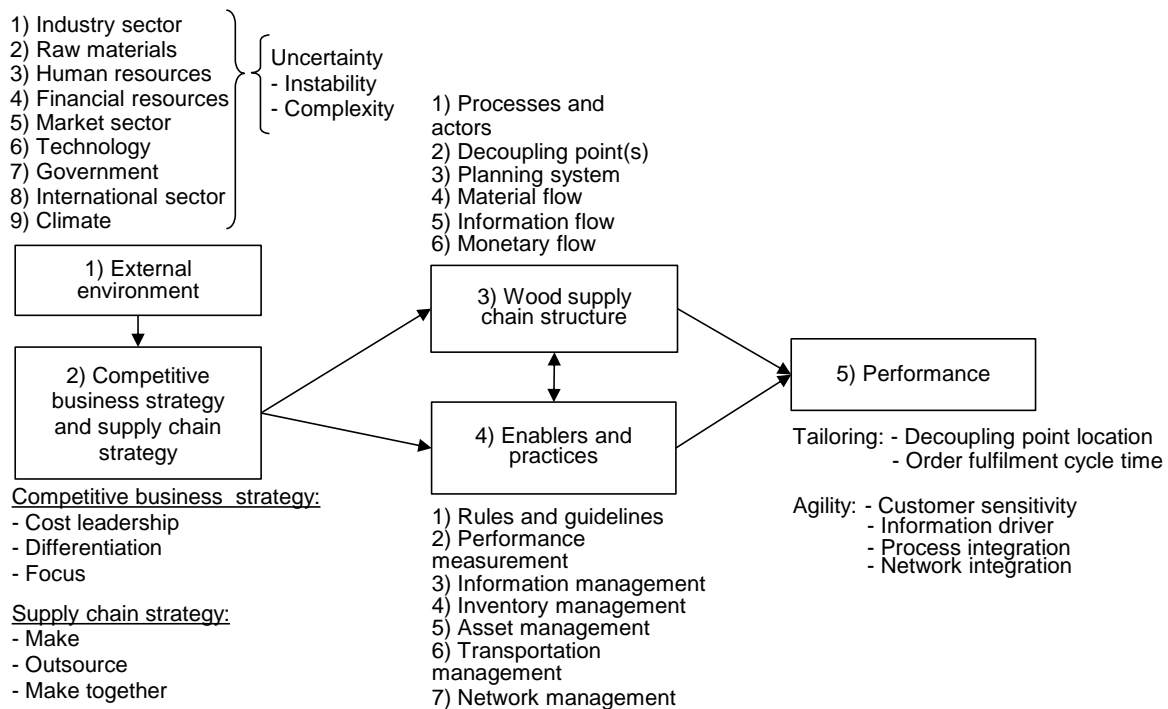 1) Industry sector
2) Raw materials
3) Human resources
4) Financial resources
5) Market sector
6) Technology
7) Government
8) International sector
9) Climate
Uncertainty
- Instability
- Complexity
1) External
environment
2) Competitive
business strategy
and supply chain
strategy
Competitive business  strategy:
- Cost leadership
- Differentiation
- Focus
Supply chain strategy:
- Make
- Outsource
- Make together
1) Processes and
actors
2) Decoupling point(s)
3) Planning system
4) Material flow
5) Information flow
6) Monetary flow
3) Wood supply
chain structure
4) Enablers and
practices
1) Rules and guidelines
2) Performance
measurement
3) Information management
4) Inventory management
5) Asset management
6) Transportation
management
7) Network management
5) Performance
Tailoring: - Decoupling point location
- Order fulfilment cycle time
Agility: - Customer sensitivity
- Information driver
- Process integration
- Network integration